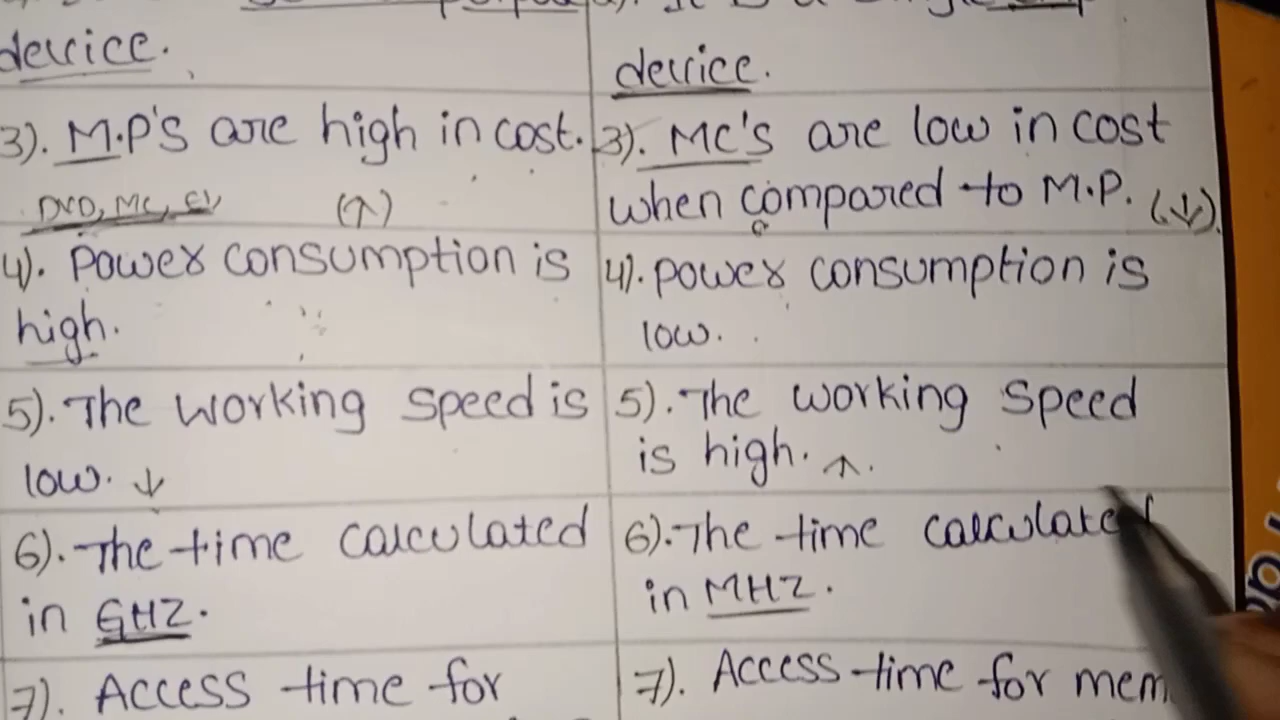 device.
3). M.P's are high in cost.
DVD, MC,
(↑)
4). Power consumption is
high.
5). The working speed is
low. ↓
6). The time calculated
in GHZ.
7). Access time for
device.
3). MC's are low in cost
when compared to M.P. (↓).
4). power consumption is
low.
5). The working speed
is high. ↑.
6). The time calculated
in MHZ.
7). Access time for mem